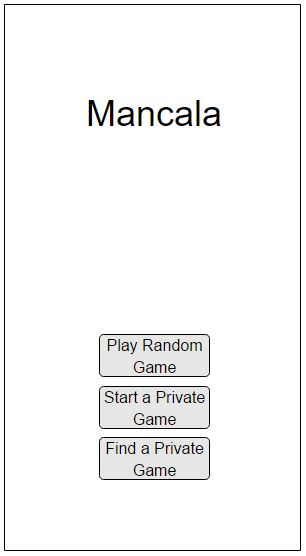 Mancala
Play Random
Game
Start a Private
Game
Find a Private
Game